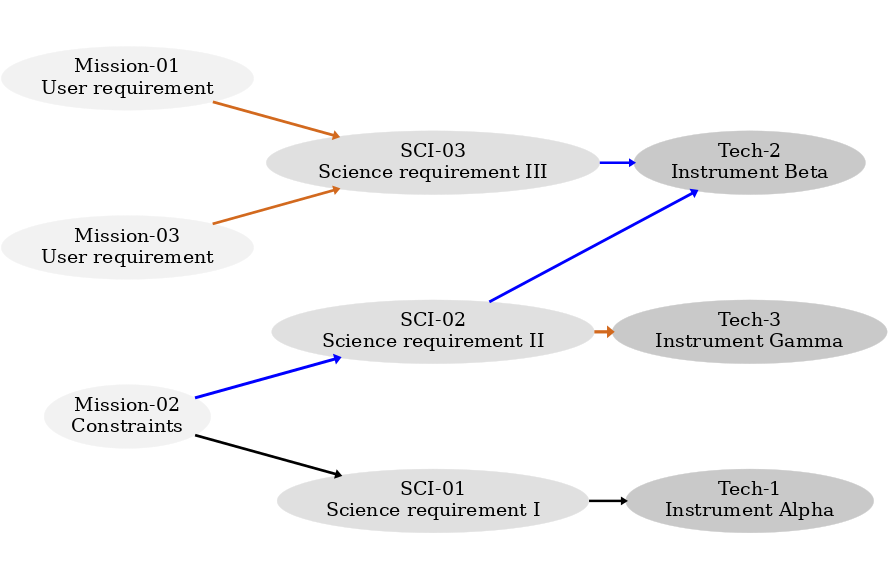 Mission-01
User requirement
SCI-03
Science requirement III
Tech-2
Instrument Beta
Mission-03
User requirement
SCI-02
Science requirement II
Tech-3
Instrument Gamma
Mission-02
Constraints
SCI-01
Science requirement I
Tech-1
Instrument Alpha